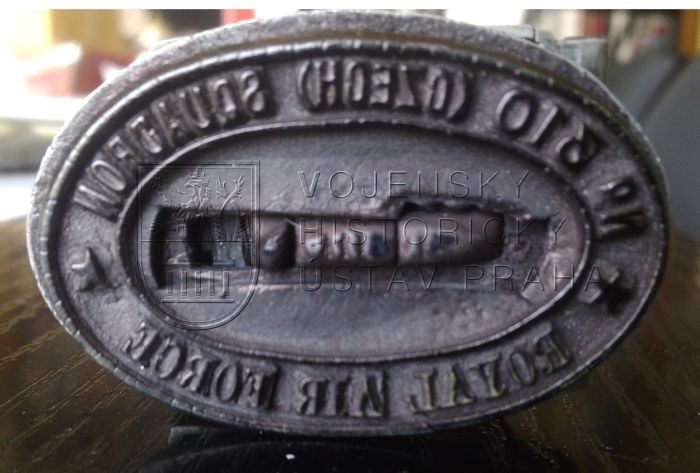 No 310 (CZECH) SQUADRON
ROYAL AIR FORCE
VOJENSKÝ
HISTORICKÝ
ÚSTAV PRAHA